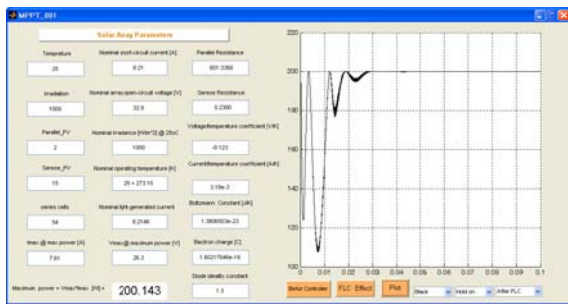 MPPT_001
Solar Array Parameters
Tempreture
Nominal short-circuit current [A]
Parallel Resistance
25
8.21
601.3368
Irradiation
Nominal array open-circuit voltage [V]
Sereise Resistance
1000
32.9
0.2300
Parallel_PV
Nominal irradance [W/m^2] @ 25oC
Voltage/temperature coefficient [V/K]
2
1000
-0.123
Sereise_PV
Nominal operating temperature [K]
Current/temperature coefficient [A/K]
15
25 + 273.15
3.18e-3
series cells
Nominal light-generated current
Boltzmann Constant [J/K]
54
8.2146
1.3806503e-23
Imax @ max power [A]
Vmax @ maximum power [V]
Electron charge [C]
7.61
26.3
1.60217646e-19
Diode ideality constant
Maximum power = Vmax*Imax [W] =
200.143
1.3
220
200
180
160
140
120
100
0
0.01
0.02
0.03
0.04
0.05
0.06
0.07
0.08
0.09
0.1
FLC Effect
Plot
Black
Hold on
After FLC